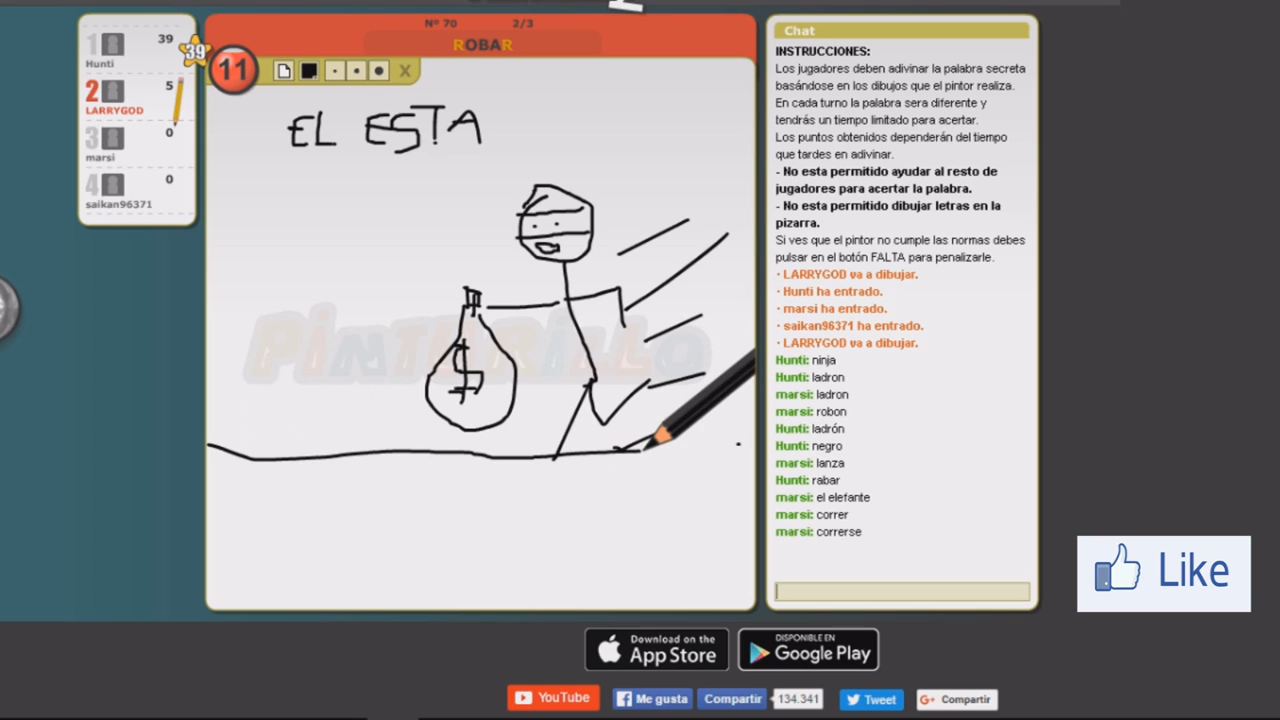 Nº 70 2/3
ROBAR
11
1 39
Hunti
39
2 5
LARRYGOD
3 0
marsi
4 0
saikan96371
X
EL ESTA
$
PINTURILLO
Chat
INSTRUCCIONES:
Los jugadores deben adivinar la palabra secreta
basándose en los dibujos que el pintor realiza.
En cada turno la palabra sera diferente y
tendrás un tiempo limitado para acertar.
Los puntos obtenidos dependerán del tiempo
que tardes en adivinar.
- No esta permitido ayudar al resto de
jugadores para acertar la palabra.
- No esta permitido dibujar letras en la
pizarra.
Si ves que el pintor no cumple las normas debes
pulsar en el botón FALTA para penalizarle.
· LARRYGOD va a dibujar.
· Hunti ha entrado.
· marsi ha entrado.
· saikan96371 ha entrado.
· LARRYGOD va a dibujar.
Hunti: ninja
Hunti: ladron
marsi: ladron
marsi: robon
Hunti: ladrón
Hunti: negro
marsi: lanza
Hunti: rabar
marsi: el elefante
marsi: correr
marsi: correrse
Like
Download on the
App Store
DISPONIBLE EN
Google Play
YouTube
Me gusta
Compartir
134.341
Tweet
G+ Compartir